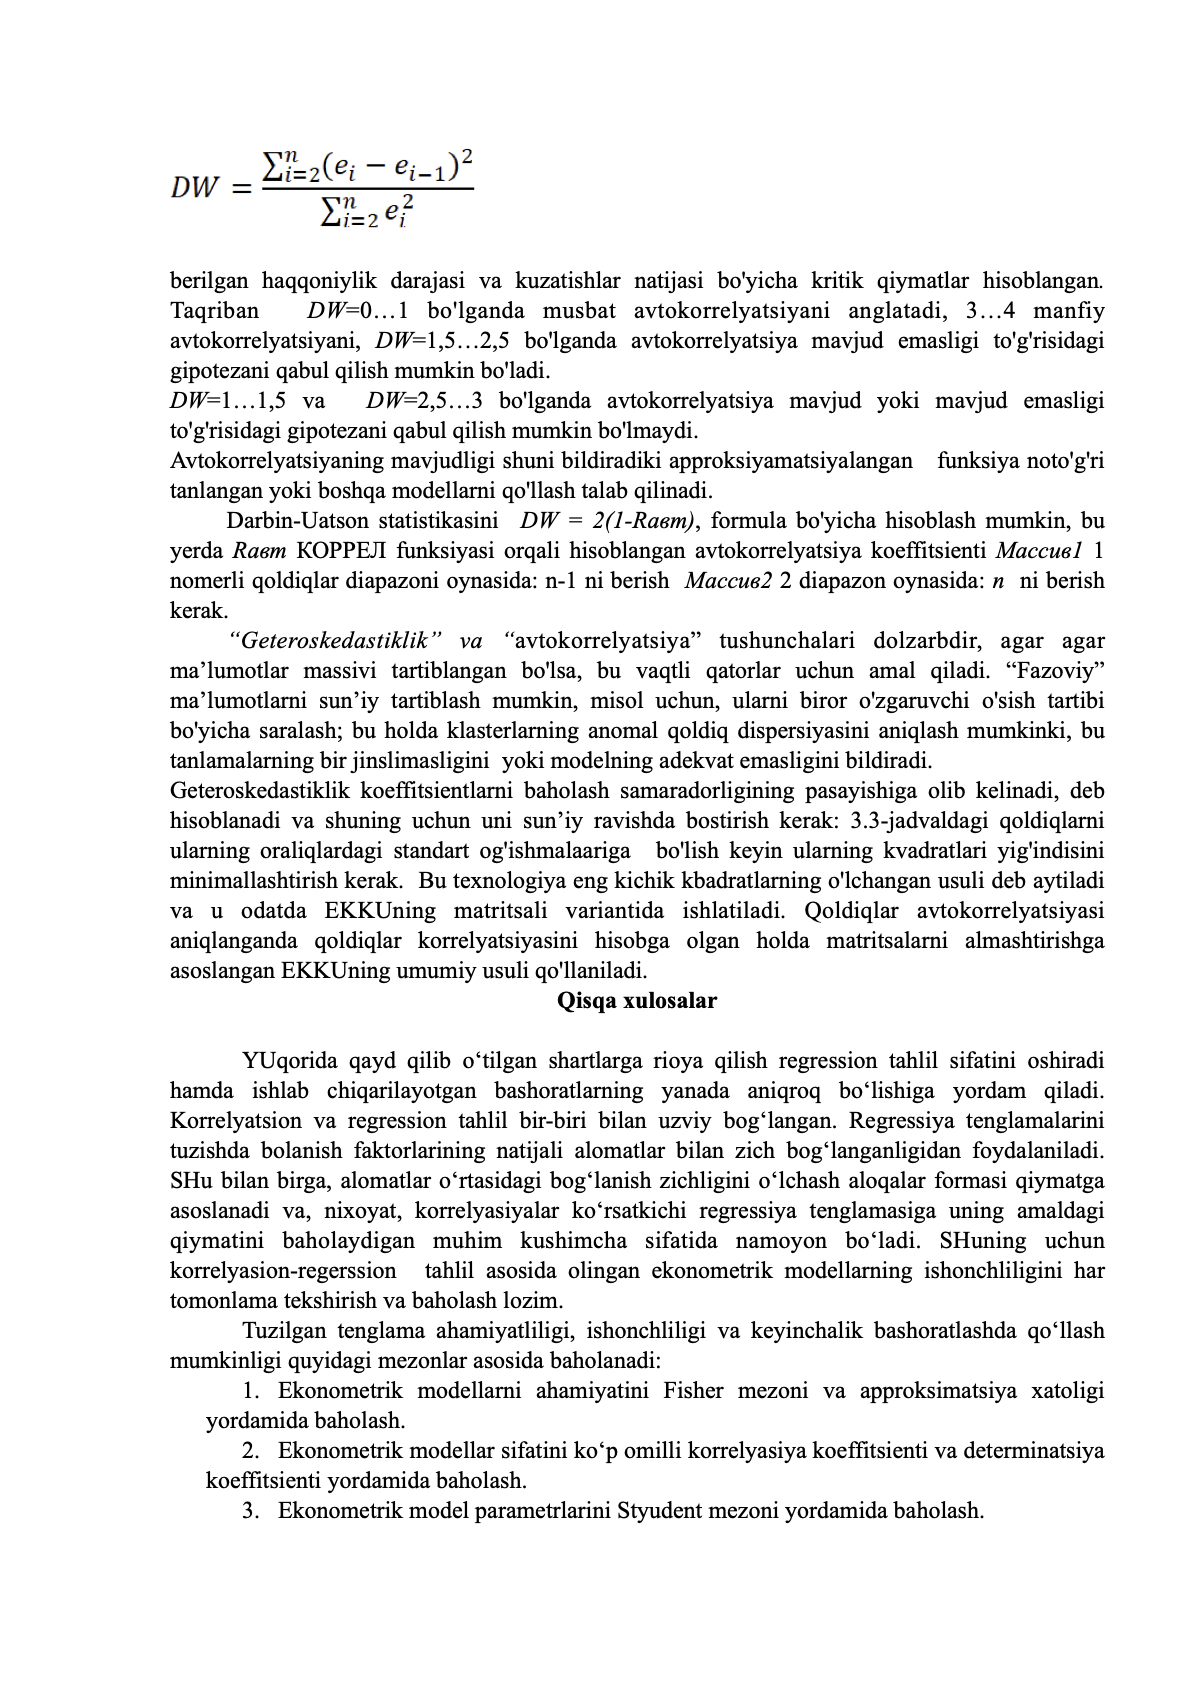 DW = \frac{\sum_{i=2}^{n}(e_i - e_{i-1})^2}{\sum_{i=2}^{n} e_i^2}
berilgan haqqoniylik darajasi va kuzatishlar natijasi bo'yicha kritik qiymatlar hisoblangan.
Taqriban DW=0…1 bo'lganda musbat avtokorrelyatsiyani anglatadi, 3…4 manfiy
avtokorrelyatsiyani, DW=1,5…2,5 bo'lganda avtokorrelyatsiya mavjud emasligi to'g'risidagi
gipotezani qabul qilish mumkin bo'ladi.
DW=1…1,5 va DW=2,5…3 bo'lganda avtokorrelyatsiya mavjud yoki mavjud emasligi
to'g'risidagi gipotezani qabul qilish mumkin bo'lmaydi.
Avtokorrelyatsiyaning mavjudligi shuni bildiradiki approksiyamatsiyalangan funksiya noto'g'ri
tanlangan yoki boshqa modellarni qo'llash talab qilinadi.
Darbin-Uatson statistikasini DW = 2(1-Rавт), formula bo'yicha hisoblash mumkin, bu
yerda Rавт КОРРЕЛ funksiyasi orqali hisoblangan avtokorrelyatsiya koeffitsienti Массив1 1
nomerli qoldiqlar diapazoni oynasida: n-1 ni berish Массив2 2 diapazon oynasida: n ni berish
kerak.
“Geteroskedastiklik” va “avtokorrelyatsiya” tushunchalari dolzarbdir, agar agar
ma’lumotlar massivi tartiblangan bo'lsa, bu vaqtli qatorlar uchun amal qiladi. “Fazoviy”
ma’lumotlarni sun’iy tartiblash mumkin, misol uchun, ularni biror o'zgaruvchi o'sish tartibi
bo'yicha saralash; bu holda klasterlarning anomal qoldiq dispersiyasini aniqlash mumkinki, bu
tanlamalarning bir jinslimasligini yoki modelning adekvat emasligini bildiradi.
Geteroskedastiklik koeffitsientlarni baholash samaradorligining pasayishiga olib kelinadi, deb
hisoblanadi va shuning uchun uni sun’iy ravishda bostirish kerak: 3.3-jadvaldagi qoldiqlarni
ularning oraliqlardagi standart og'ishmalaariga bo'lish keyin ularning kvadratlari yig'indisini
minimallashtirish kerak. Bu texnologiya eng kichik kbadratlarning o'lchangan usuli deb aytiladi
va u odatda EKKUning matritsali variantida ishlatiladi. Qoldiqlar avtokorrelyatsiyasi
aniqlanganda qoldiqlar korrelyatsiyasini hisobga olgan holda matritsalarni almashtirishga
asoslangan EKKUning umumiy usuli qo'llaniladi.
Qisqa xulosalar
YUqorida qayd qilib o‘tilgan shartlarga rioya qilish regression tahlil sifatini oshiradi
hamda ishlab chiqarilayotgan bashoratlarning yanada aniqroq bo‘lishiga yordam qiladi.
Korrelyatsion va regression tahlil bir-biri bilan uzviy bog‘langan. Regressiya tenglamalarini
tuzishda bolanish faktorlarining natijali alomatlar bilan zich bog‘langanligidan foydalaniladi.
SHu bilan birga, alomatlar o‘rtasidagi bog‘lanish zichligini o‘lchash aloqalar formasi qiymatga
asoslanadi va, nixoyat, korrelyasiyalar ko‘rsatkichi regressiya tenglamasiga uning amaldagi
qiymatini baholaydigan muhim kushimcha sifatida namoyon bo‘ladi. SHuning uchun
korrelyasion-regerssion tahlil asosida olingan ekonometrik modellarning ishonchliligini har
tomonlama tekshirish va baholash lozim.
Tuzilgan tenglama ahamiyatliligi, ishonchliligi va keyinchalik bashoratlashda qo‘llash
mumkinligi quyidagi mezonlar asosida baholanadi:
1. Ekonometrik modellarni ahamiyatini Fisher mezoni va approksimatsiya xatoligi
yordamida baholash.
2. Ekonometrik modellar sifatini ko‘p omilli korrelyasiya koeffitsienti va determinatsiya
koeffitsienti yordamida baholash.
3. Ekonometrik model parametrlarini Styudent mezoni yordamida baholash.